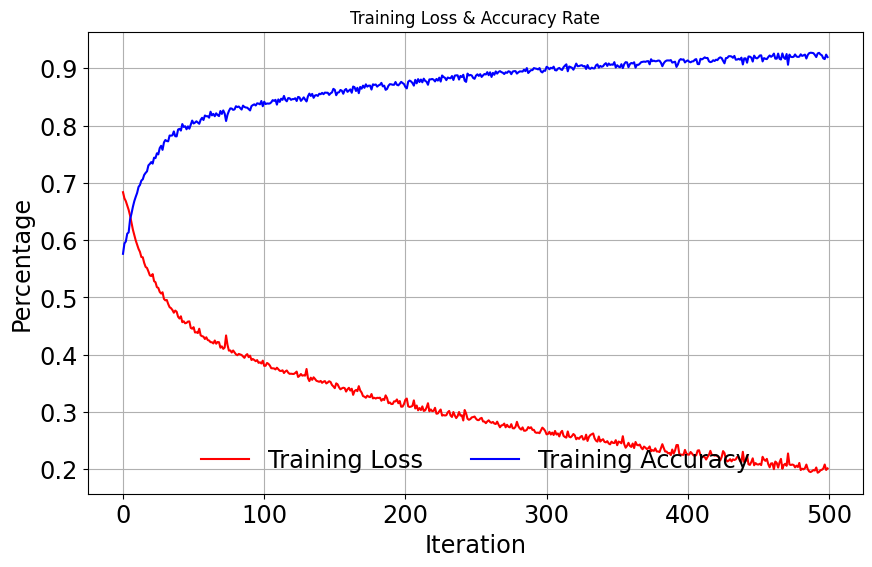 Training Loss & Accuracy Rate
0.9
0.8
0.7
0.6
0.5
0.4
0.3
0.2
Percentage
Training Loss Training Accuracy
0 100 200 300 400 500
Iteration